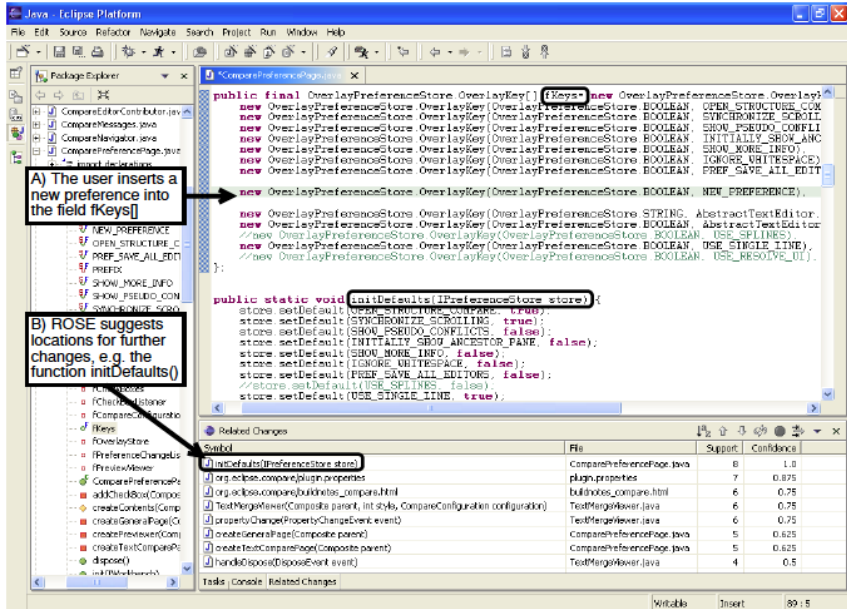 Java - Eclipse Platform
File Edit Source Refactor Navigate Search Project Run Window Help
Package Explorer
*ComparePreferencePage.java
CompareEditorContributor.jav
CompareMessages.java
CompareNavigator.java
ComparePreferencePage.java
import declarations
A) The user inserts a
new preference into
the field fKeys[]
NEW_PREFERENCE
OPEN_STRUCTURE_C
PREF_SAVE_ALL_EDIT
PREFIX
SHOW_MORE_INFO
SHOW_PSEUDO_CON
SYNCHRONIZE_SCRO
B) ROSE suggests
locations for further
changes, e.g. the
function initDefaults()
fCheckBoxes
fCheckBoxListener
fCompareConfiguratio
fKeys
fOverlayStore
fPreferenceChangeLis
fPreviewViewer
ComparePreferencePa
addCheckBox(Compos
createContents(Comp
createGeneralPage(Co
createPreviewer(Comp
createTextComparePa
dispose()
init(IWorkbench)
public final OverlayPreferenceStore.OverlayKey[] fKeys= new OverlayPreferenceStore.OverlayK
new OverlayPreferenceStore.OverlayKey(OverlayPreferenceStore.BOOLEAN, OPEN_STRUCTURE_COM
new OverlayPreferenceStore.OverlayKey(OverlayPreferenceStore.BOOLEAN, SYNCHRONIZE_SCROLL
new OverlayPreferenceStore.OverlayKey(OverlayPreferenceStore.BOOLEAN, SHOW_PSEUDO_CONFLI
new OverlayPreferenceStore.OverlayKey(OverlayPreferenceStore.BOOLEAN, INITIALLY_SHOW_ANC
new OverlayPreferenceStore.OverlayKey(OverlayPreferenceStore.BOOLEAN, SHOW_MORE_INFO),
new OverlayPreferenceStore.OverlayKey(OverlayPreferenceStore.BOOLEAN, IGNORE_WHITESPACE)
new OverlayPreferenceStore.OverlayKey(OverlayPreferenceStore.BOOLEAN, PREF_SAVE_ALL_EDIT
new OverlayPreferenceStore.OverlayKey(OverlayPreferenceStore.BOOLEAN, NEW_PREFERENCE),
new OverlayPreferenceStore.OverlayKey(OverlayPreferenceStore.STRING, AbstractTextEditor.
new OverlayPreferenceStore.OverlayKey(OverlayPreferenceStore.BOOLEAN, AbstractTextEditor
//new OverlayPreferenceStore.OverlayKey(OverlayPreferenceStore.BOOLEAN, USE_SPLINES),
new OverlayPreferenceStore.OverlayKey(OverlayPreferenceStore.BOOLEAN, USE_SINGLE_LINE),
//new OverlayPreferenceStore.OverlayKey(OverlayPreferenceStore.BOOLEAN, USE_RESOLVE_UI),
};
public static void initDefaults(IPreferenceStore store) {
store.setDefault(OPEN_STRUCTURE_COMPARE, true);
store.setDefault(SYNCHRONIZE_SCROLLING, true);
store.setDefault(SHOW_PSEUDO_CONFLICTS, false);
store.setDefault(INITIALLY_SHOW_ANCESTOR_PANE, false);
store.setDefault(SHOW_MORE_INFO, false);
store.setDefault(IGNORE_WHITESPACE, false);
store.setDefault(PREF_SAVE_ALL_EDITORS, false);
//store.setDefault(USE_SPLINES, false);
store.setDefault(USE_SINGLE_LINE, true);
Related Changes
Symbol File Support Confidence
initDefaults(IPreferenceStore store) ComparePreferencePage.java 8 1.0
org.eclipse.compare/plugin.properties plugin.properties 7 0.875
org.eclipse.compare/buildnotes_compare.html buildnotes_compare.html 6 0.75
TextMergeViewer(Composite parent, int style, CompareConfiguration configuration) TextMergeViewer.java 6 0.75
propertyChange(PropertyChangeEvent event) TextMergeViewer.java 6 0.75
createGeneralPage(Composite parent) ComparePreferencePage.java 5 0.625
createTextComparePage(Composite parent) ComparePreferencePage.java 5 0.625
handleDispose(DisposeEvent event) TextMergeViewer.java 4 0.5
Tasks Console Related Changes
Writable Insert 89 : 5